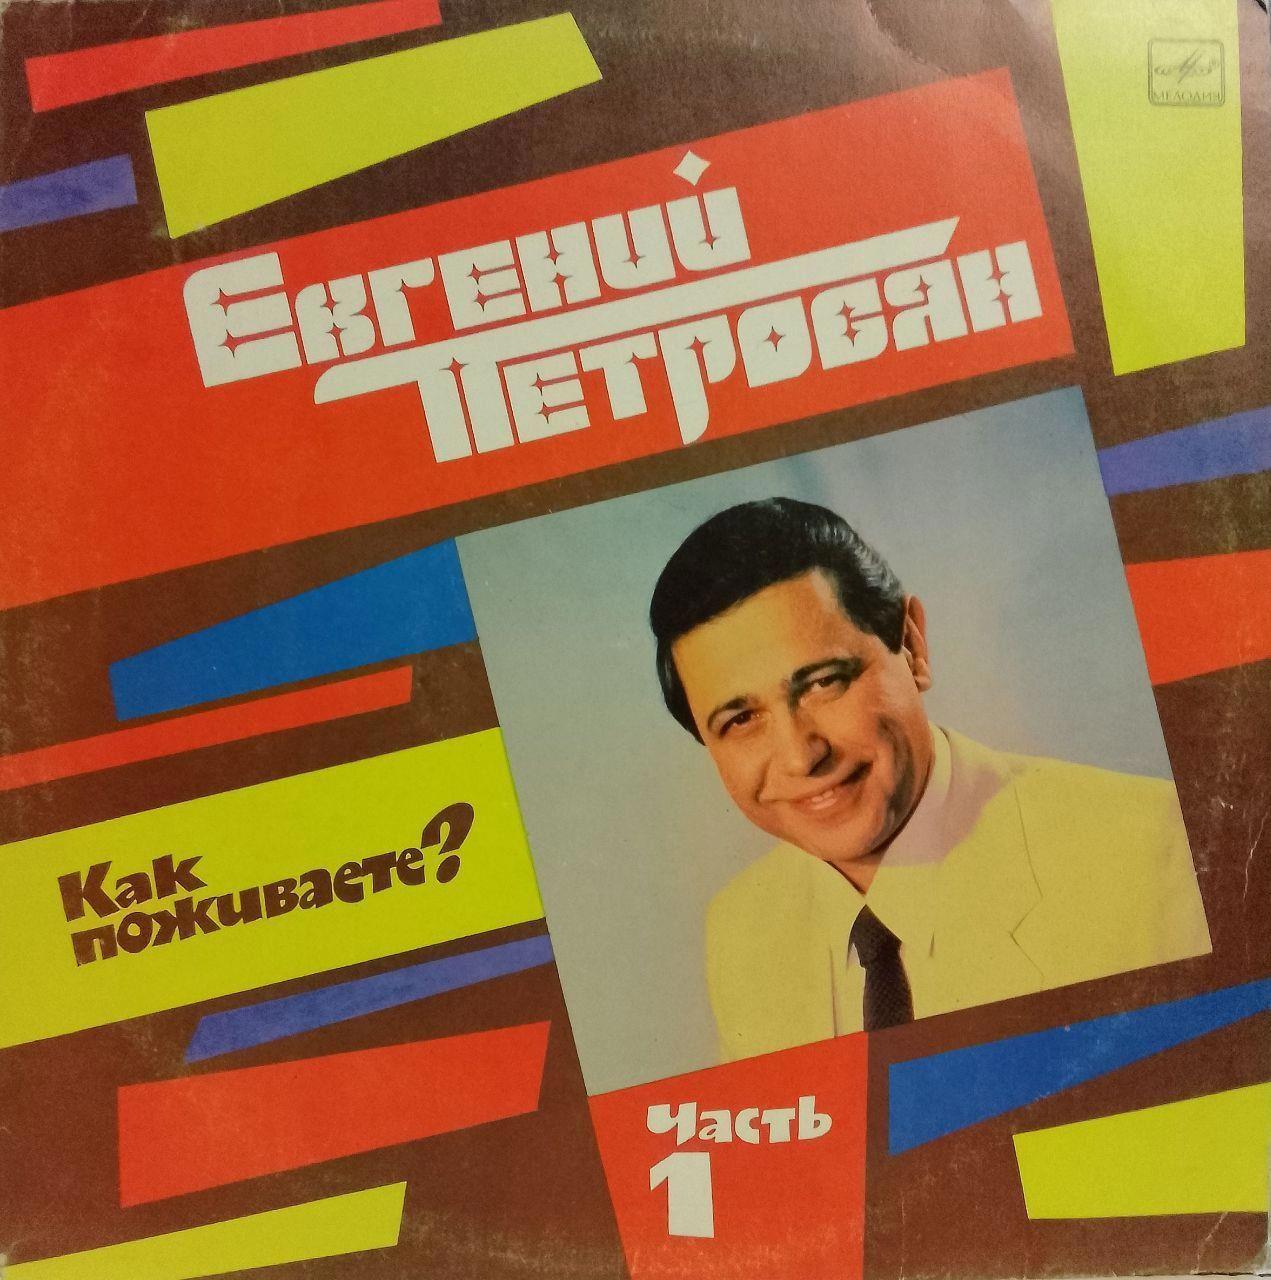 МЕЛОДИЯ
Евгений
Петросян
Как
поживаете?
Часть
1